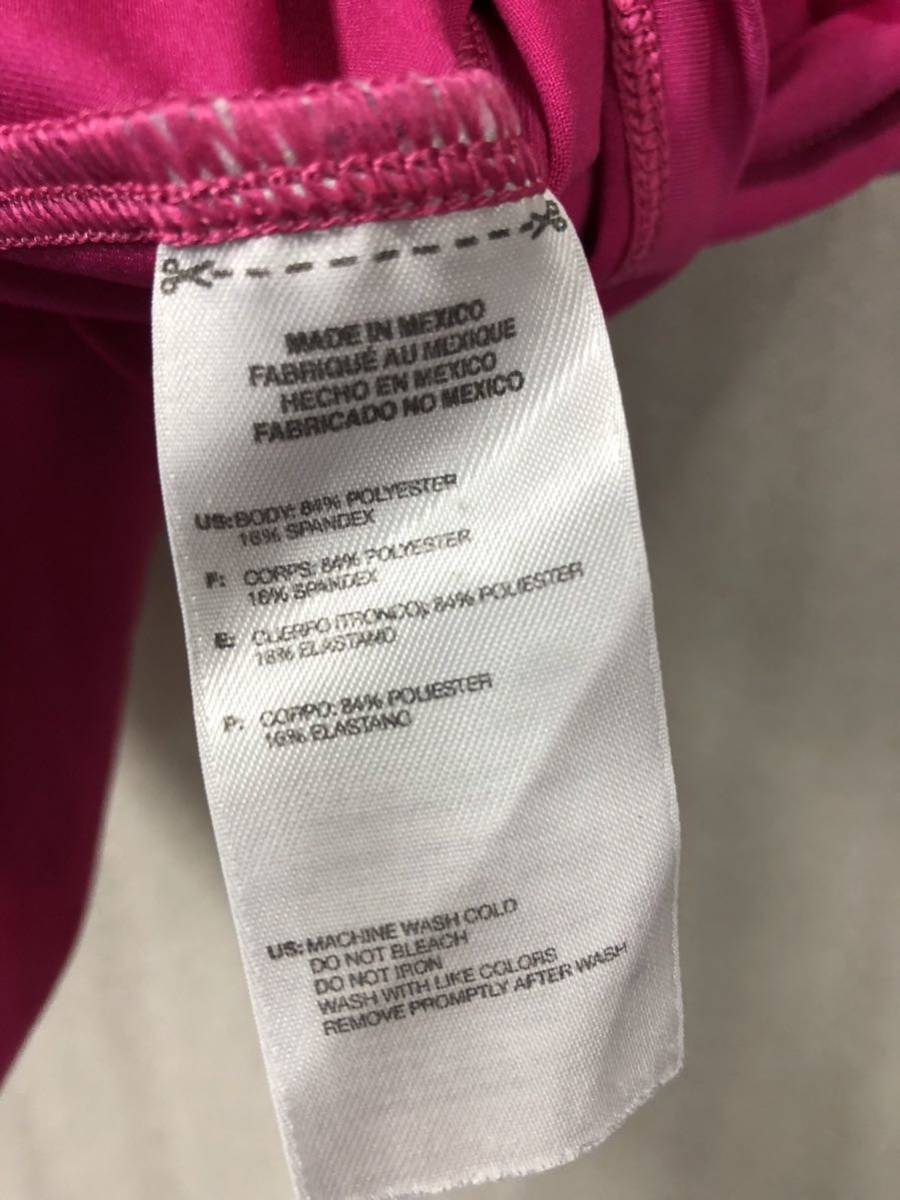 MADE IN MEXICO
FABRIQUÉ AU MEXIQUE
HECHO EN MEXICO
FABRICADO NO MEXICO
US: BODY: 84% POLYESTER
16% SPANDEX
F: CORPS: 84% POLYESTER
16% SPANDEX
E: CUERPO (TRONCO): 84% POLIESTER
16% ELASTANO
P: CORPO: 84% POLIESTER
16% ELASTANO
US: MACHINE WASH COLD
DO NOT BLEACH
DO NOT IRON
WASH WITH LIKE COLORS
REMOVE PROMPTLY AFTER WASH